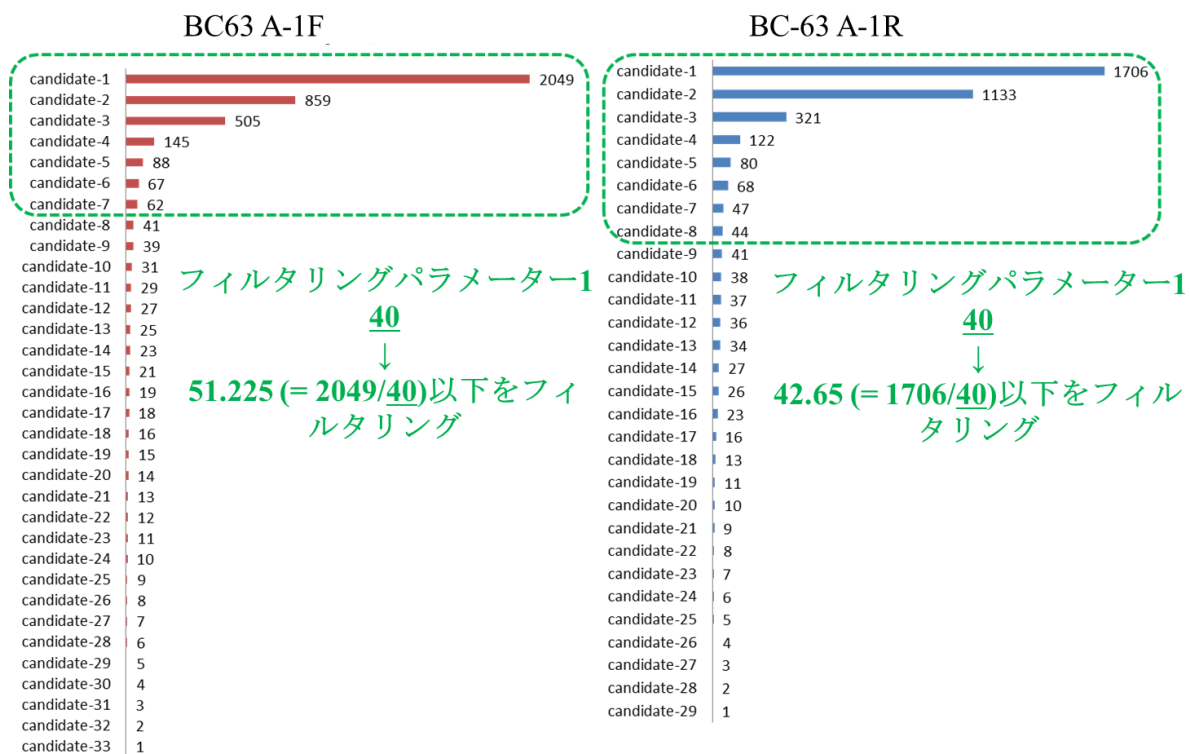 BC63 A-1F
candidate-1 2049
candidate-2 859
candidate-3 505
candidate-4 145
candidate-5 88
candidate-6 67
candidate-7 62
candidate-8 41
candidate-9 39
candidate-10 31
candidate-11 29
candidate-12 27
candidate-13 25
candidate-14 23
candidate-15 21
candidate-16 19
candidate-17 18
candidate-18 16
candidate-19 15
candidate-20 14
candidate-21 13
candidate-22 12
candidate-23 11
candidate-24 10
candidate-25 9
candidate-26 8
candidate-27 7
candidate-28 6
candidate-29 5
candidate-30 4
candidate-31 3
candidate-32 2
candidate-33 1
フィルタリングパラメーター1
40
↓
51.225 (= 2049/40)以下をフィ
ルタリング
BC-63 A-1R
candidate-1 1706
candidate-2 1133
candidate-3 321
candidate-4 122
candidate-5 80
candidate-6 68
candidate-7 47
candidate-8 44
candidate-9 41
candidate-10 38
candidate-11 37
candidate-12 36
candidate-13 34
candidate-14 27
candidate-15 26
candidate-16 23
candidate-17 16
candidate-18 13
candidate-19 11
candidate-20 10
candidate-21 9
candidate-22 8
candidate-23 7
candidate-24 6
candidate-25 5
candidate-26 4
candidate-27 3
candidate-28 2
candidate-29 1
フィルタリングパラメーター1
40
↓
42.65 (= 1706/40)以下をフィル
タリング